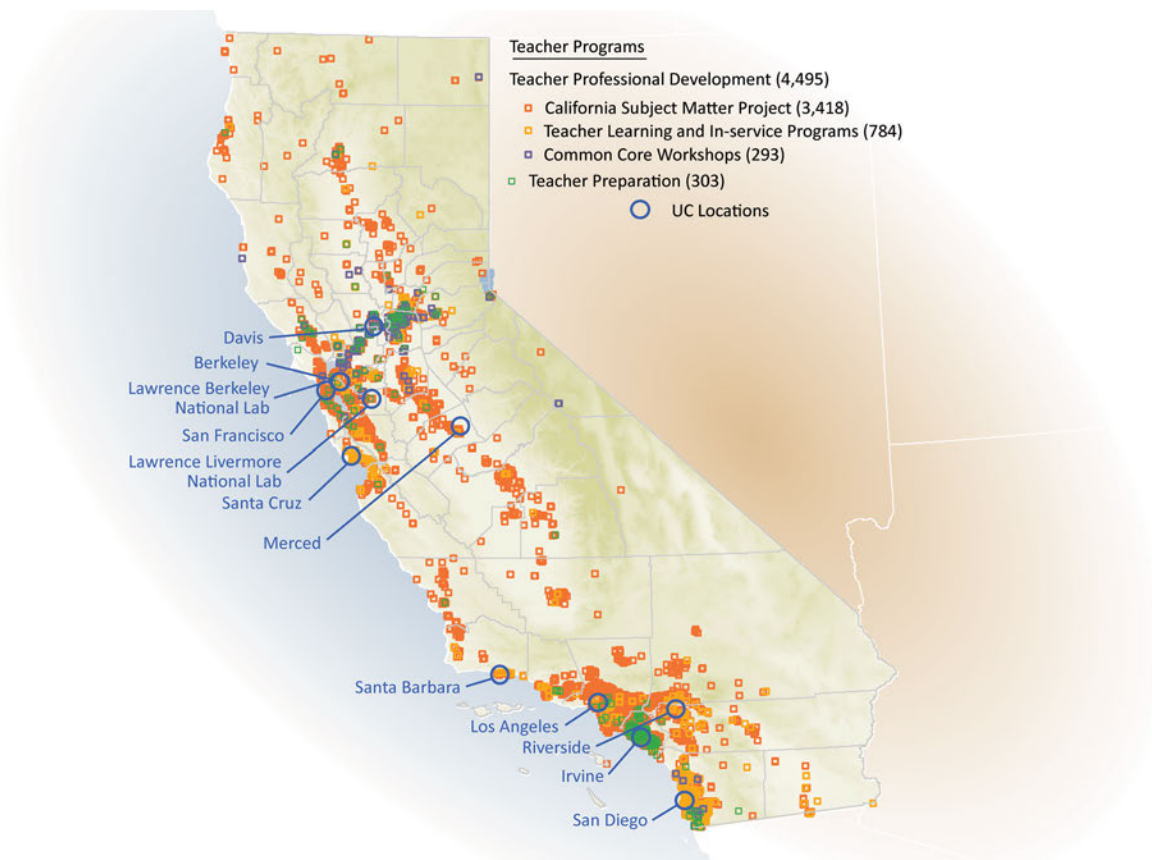 Teacher Programs
Teacher Professional Development (4,495)
California Subject Matter Project (3,418)
Teacher Learning and In-service Programs (784)
Common Core Workshops (293)
Teacher Preparation (303)
UC Locations
Davis
Berkeley
Lawrence Berkeley
National Lab
San Francisco
Lawrence Livermore
National Lab
Santa Cruz
Merced
Santa Barbara
Los Angeles
Riverside
Irvine
San Diego